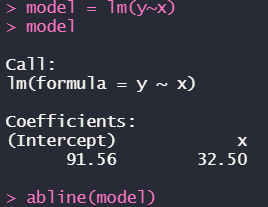 > model = lm(y~x)
> model
Call:
lm(formula = y ~ x)
Coefficients:
(Intercept)            x
      91.56        32.50
> abline(model)